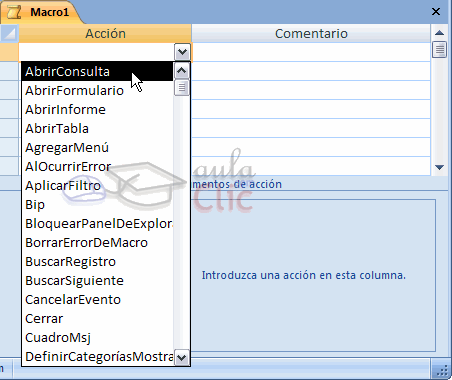 Macro1
Acción Comentario
AbrirConsulta
AbrirFormulario
AbrirInforme
AbrirTabla
AgregarMenú
AlOcurrirError
AplicarFiltro
Bip
BloquearPanelDeExplora
BorrarErrorDeMacro
BuscarRegistro
BuscarSiguiente
CancelarEvento
Cerrar
CuadroMsj
DefinirCategoríasMostra
aula
Clic
mentos de acción
Introduzca una acción en esta columna.